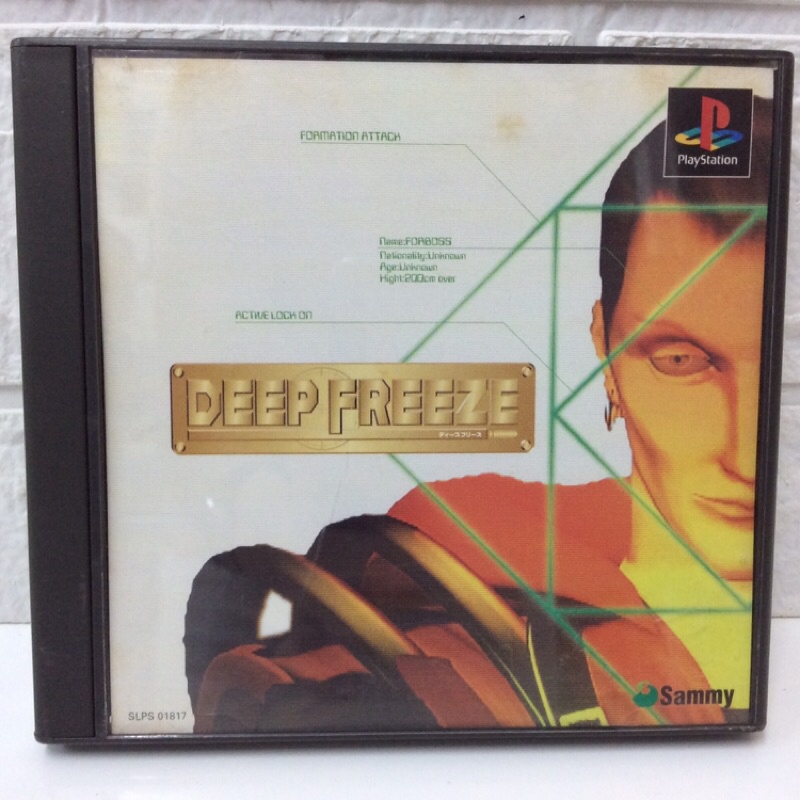 PlayStation
FORMATION ATTACK
Name:FORBOSS
Nationality:Unknown
Age:Unknown
Hight:200cm over
ACTIVE LOCK ON
DEEP FREEZE
ディープフリーズ
Sammy
SLPS 01817